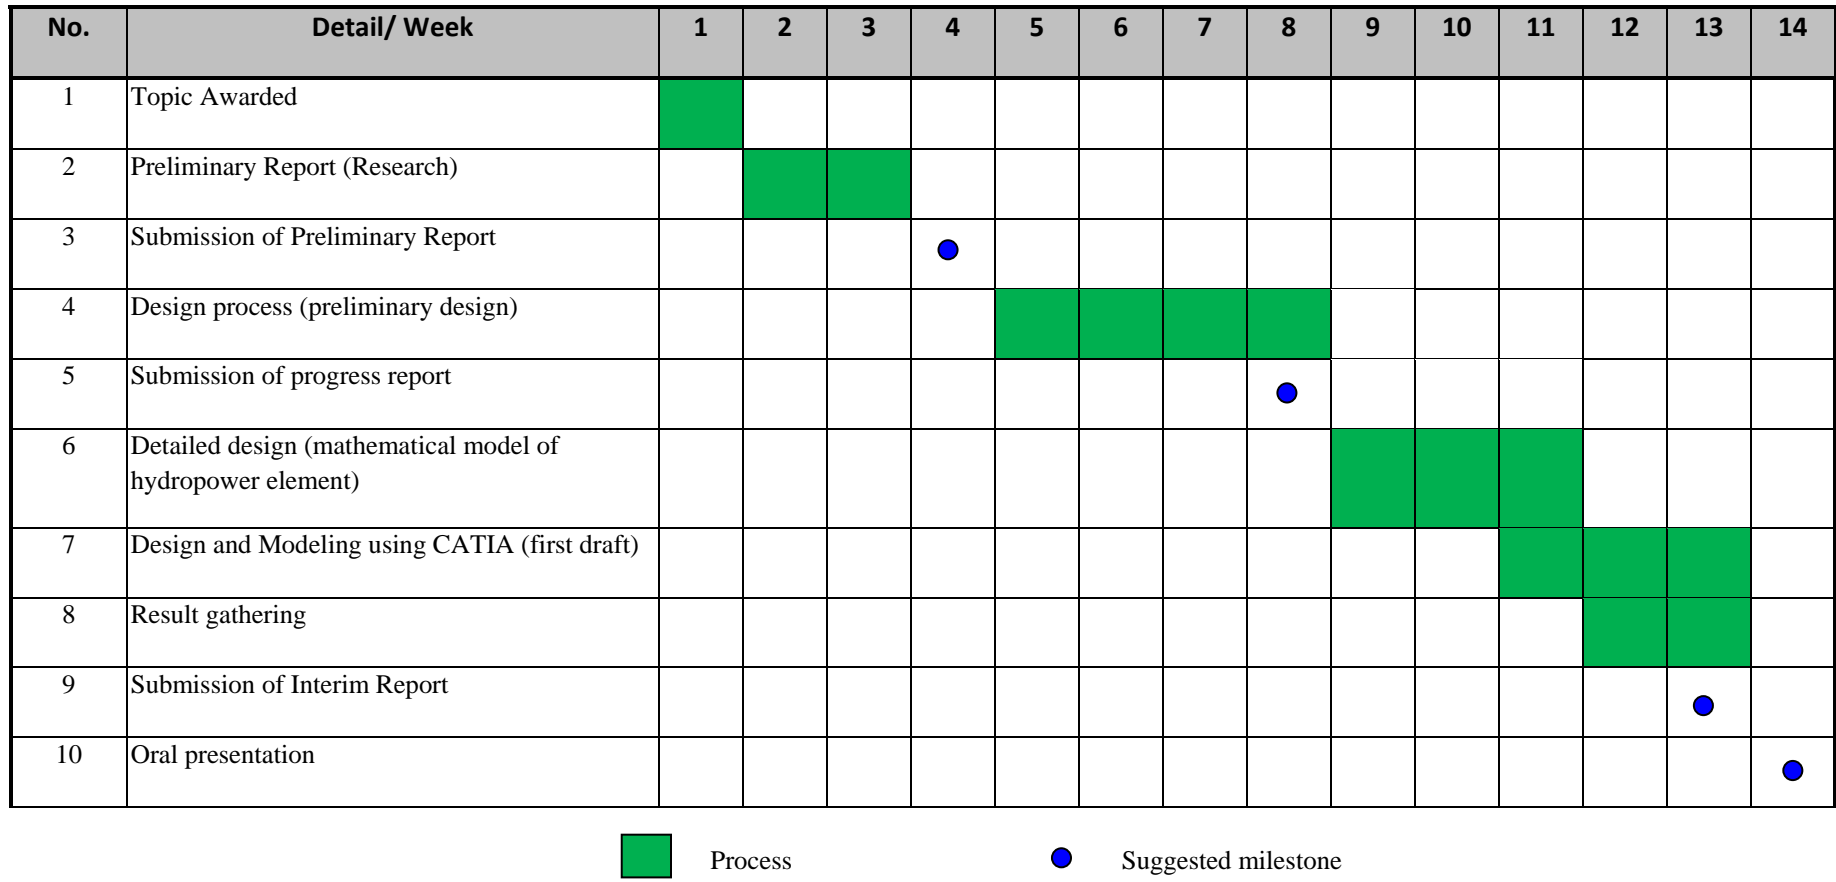 No. Detail/ Week 1 2 3 4 5 6 7 8 9 10 11 12 13 14
1 Topic Awarded
2 Preliminary Report (Research)
3 Submission of Preliminary Report
4 Design process (preliminary design)
5 Submission of progress report
6 Detailed design (mathematical model of
hydropower element)
7 Design and Modeling using CATIA (first draft)
8 Result gathering
9 Submission of Interim Report
10 Oral presentation
Process Suggested milestone